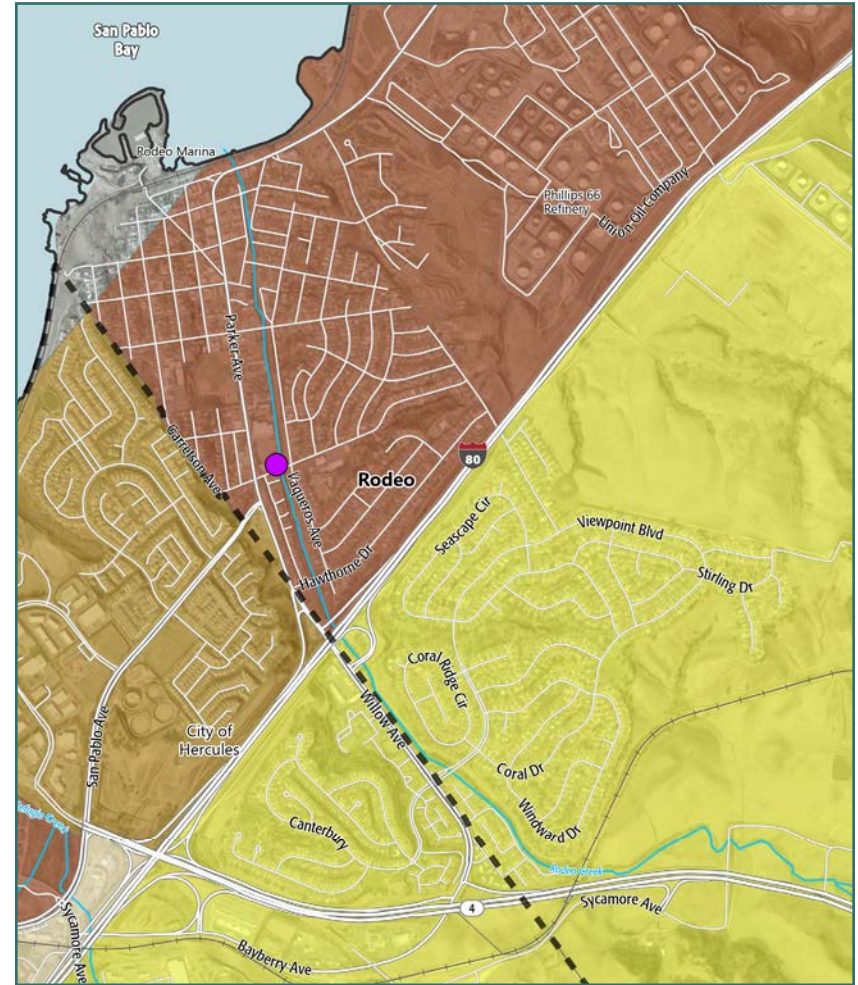 San Pablo
Bay
Rodeo Marina
Phillips 66
Refinery
Union Oil Company
Parker Ave
Garretson Ave
Vaqueros Ave
Rodeo
80
Hawthorne Dr
Seascape Cir
Viewpoint Blvd
Stirling Dr
Coral Ridge Cir
Willow Ave
City of
Hercules
San Pablo Ave
Coral Dr
Windward Dr
Canterbury
Refugio Creek
Rodeo Creek
4
Sycamore Ave
Sycamore Ave
Bayberry Ave